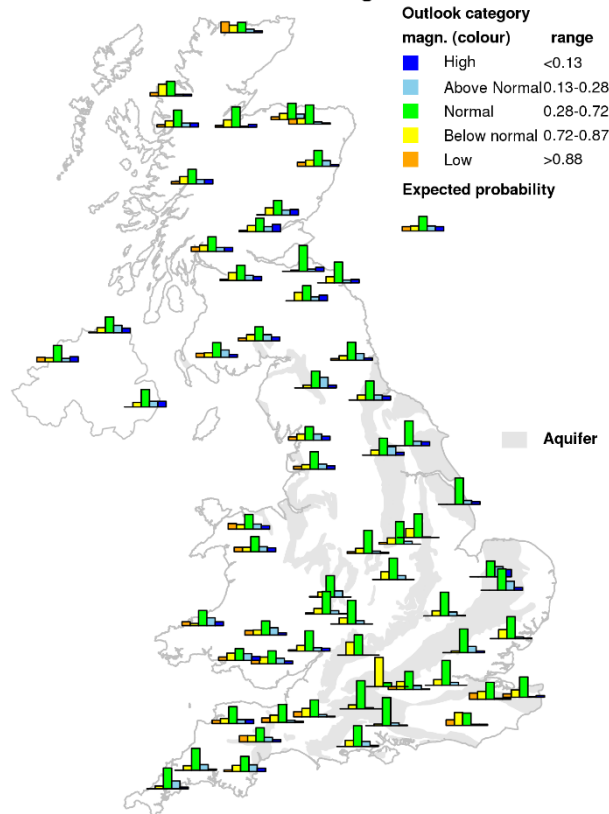 Outlook category
magn. (colour) range
High <0.13
Above Normal 0.13-0.28
Normal 0.28-0.72
Below normal 0.72-0.87
Low >0.88
Expected probability
Aquifer